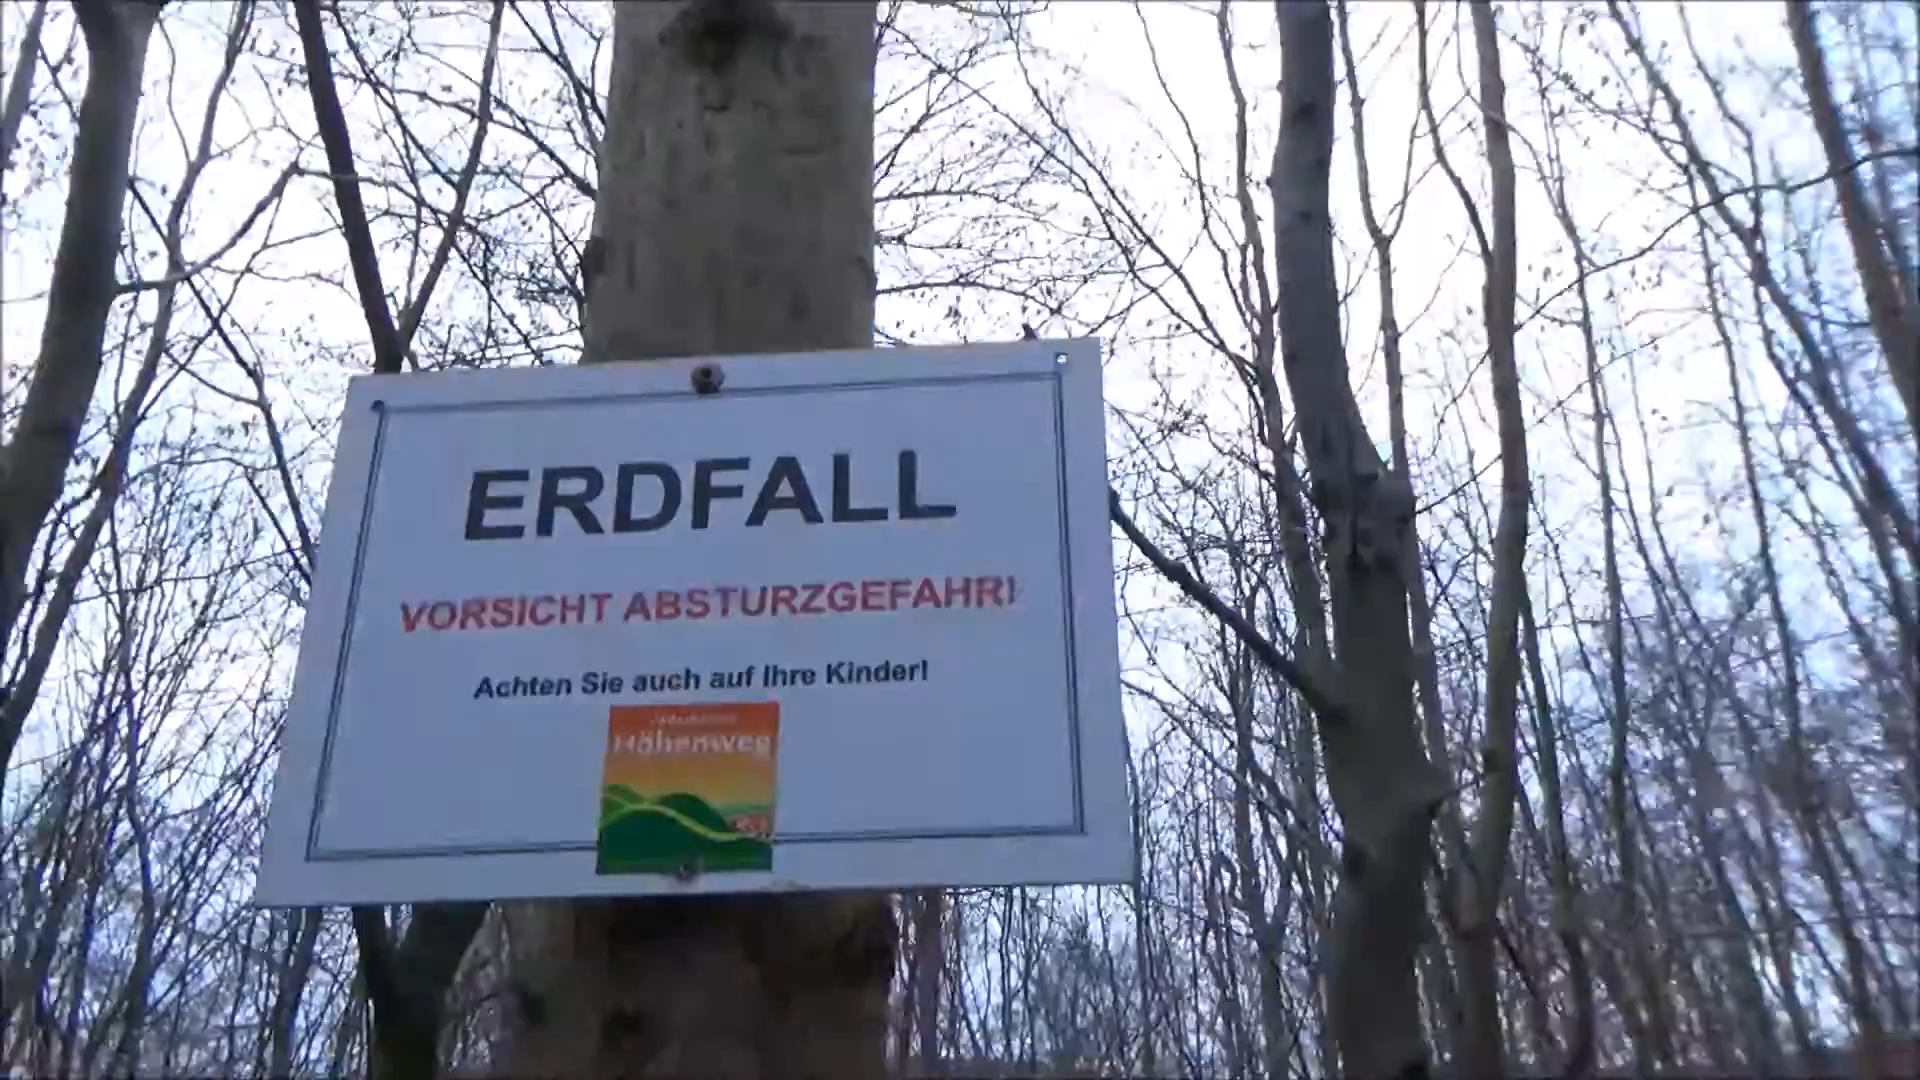 ERDFALL
VORSICHT ABSTURZGEFAHR!
Achten Sie auch auf Ihre Kinder!
Höhenweg